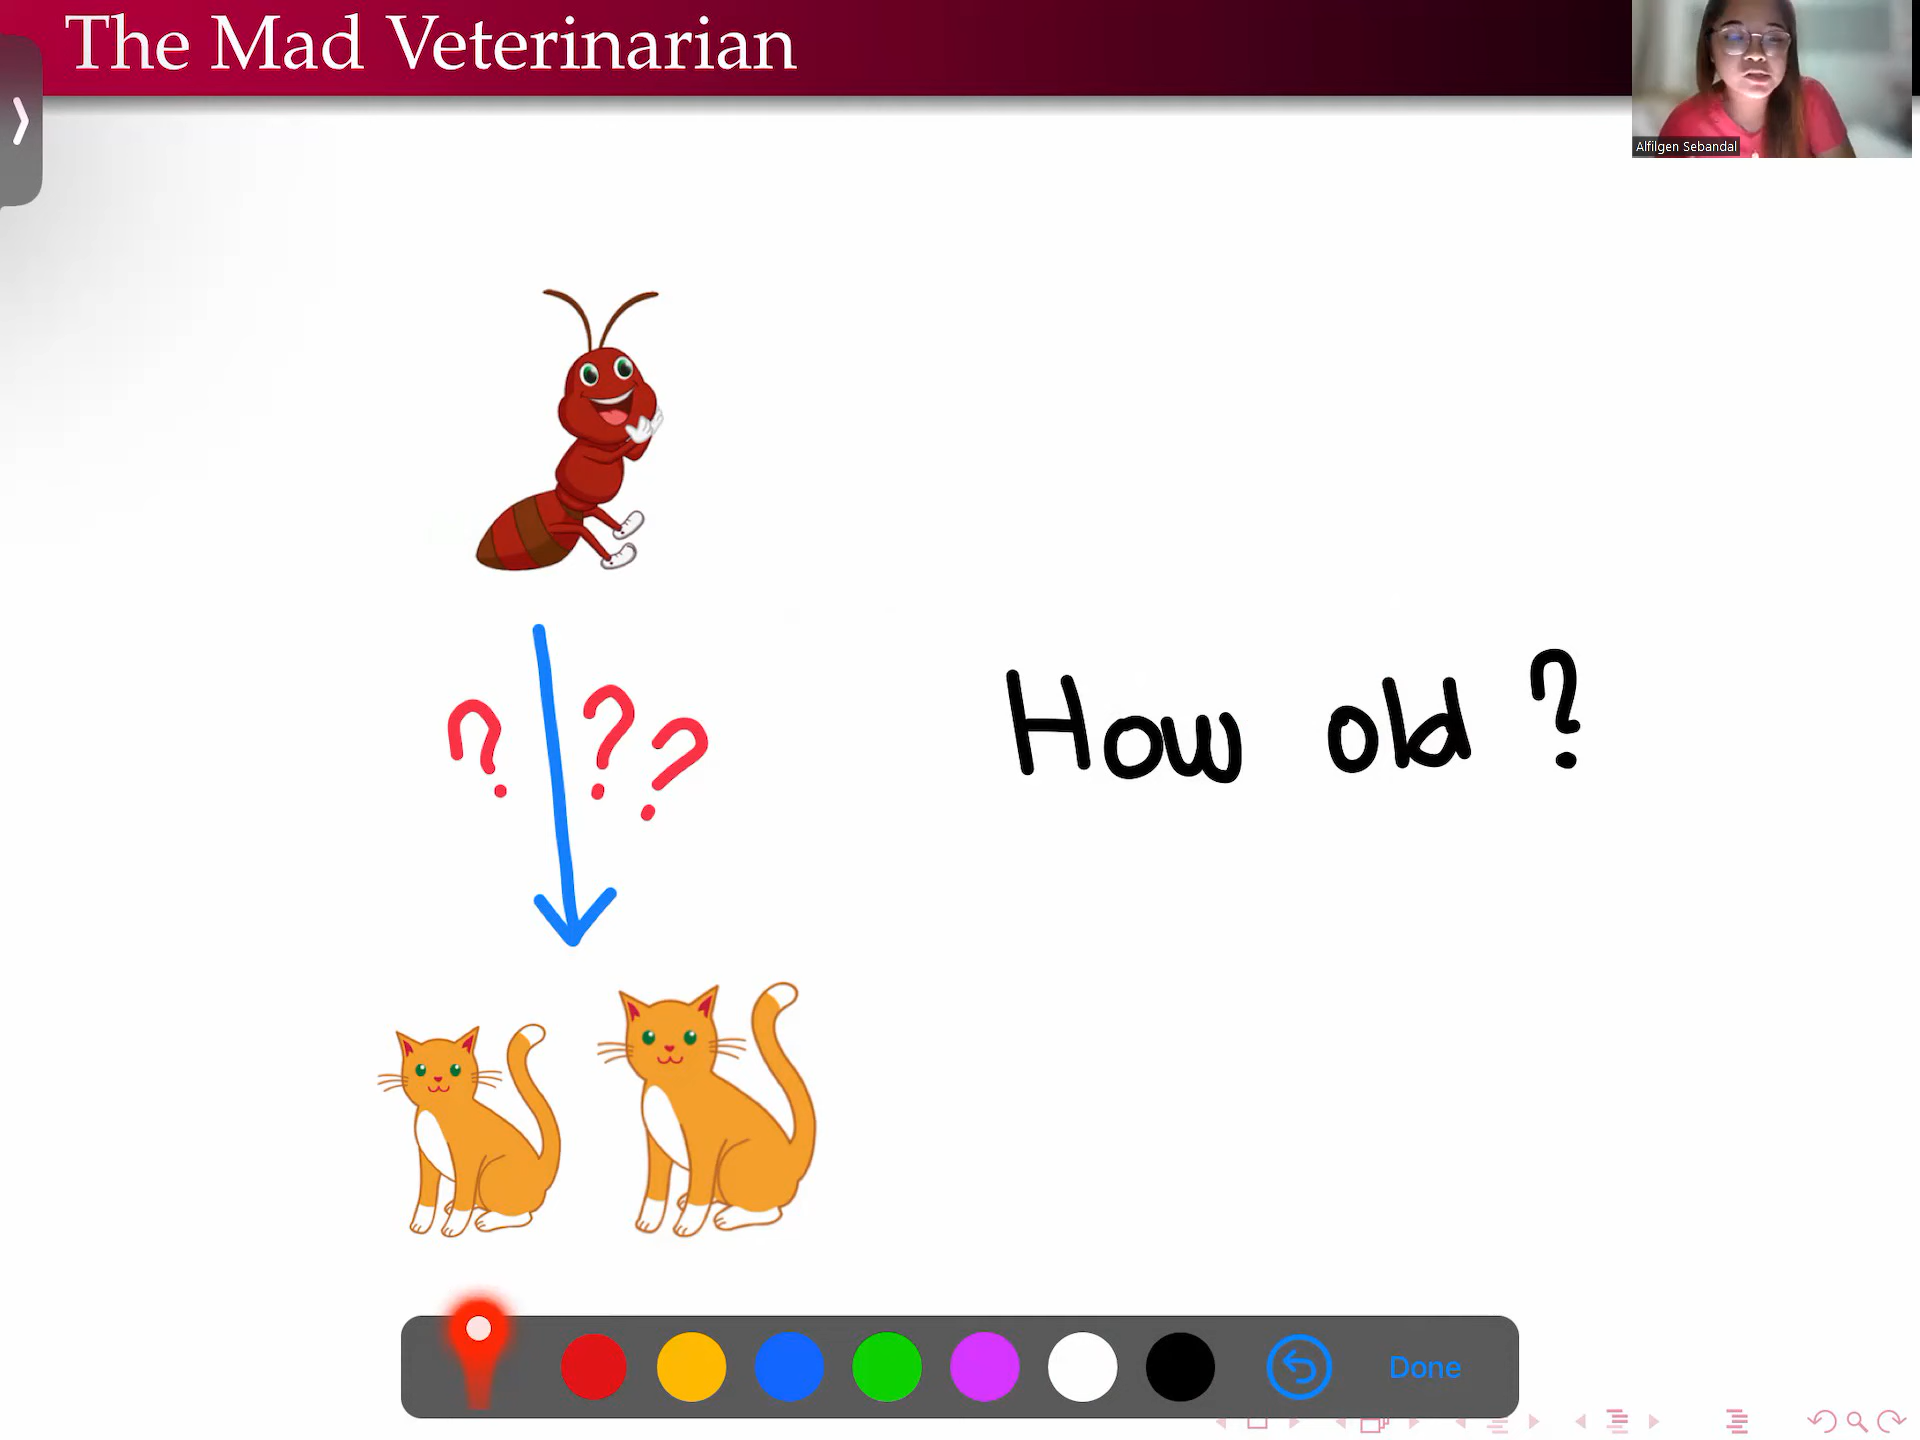 The Mad Veterinarian
Alfilgen Sebandal
? ? ?
How old ?
Done